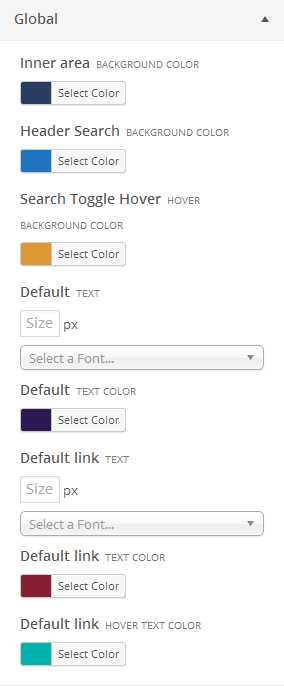 Global
Inner area BACKGROUND COLOR
Select Color
Header Search BACKGROUND COLOR
Select Color
Search Toggle Hover HOVER
BACKGROUND COLOR
Select Color
Default TEXT
Size px
Select a Font...
Default TEXT COLOR
Select Color
Default link TEXT
Size px
Select a Font...
Default link TEXT COLOR
Select Color
Default link HOVER TEXT COLOR
Select Color